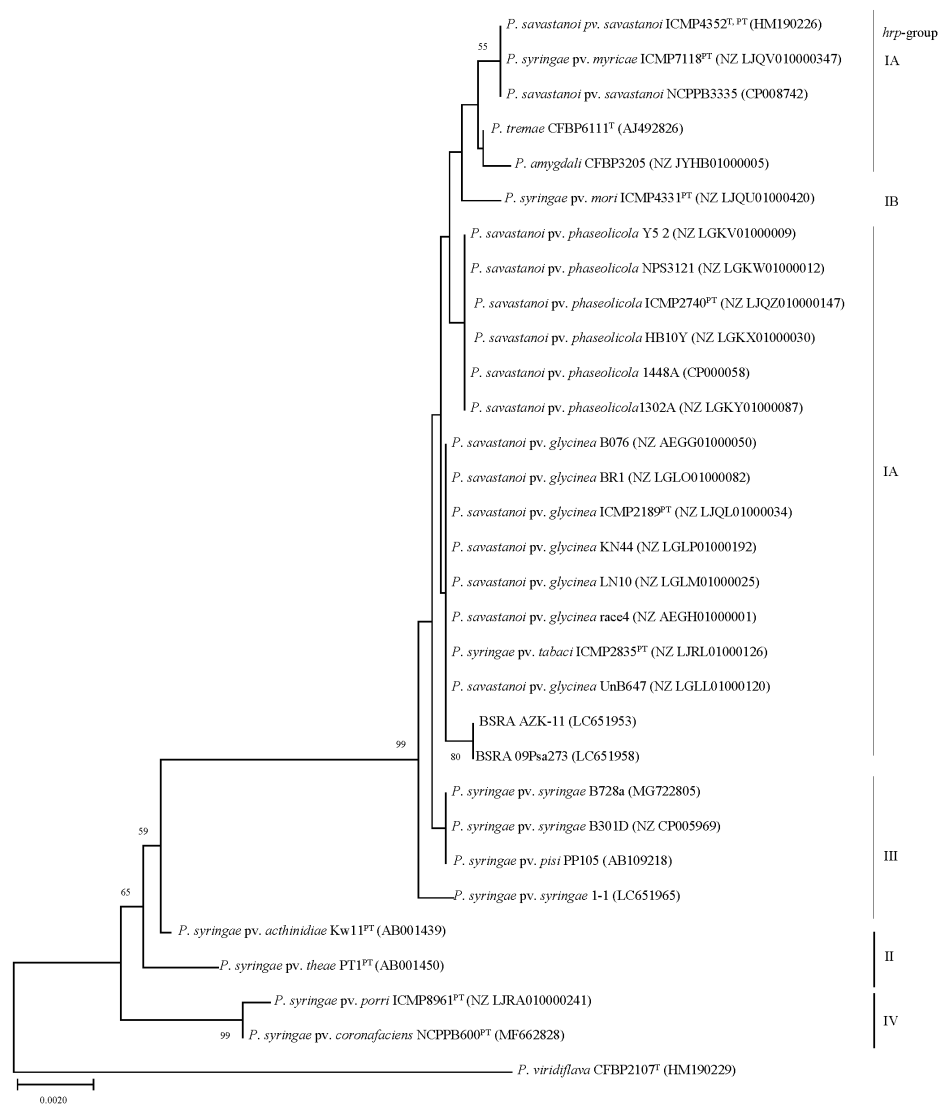 P. savastanoi pv. savastanoi ICMP4352T, PT (HM190226)
hrp-group
55
P. syringae pv. myricae ICMP7118PT (NZ LJQV010000347)
IA
P. savastanoi pv. savastanoi NCPPB3335 (CP008742)
P. tremae CFBP6111T (AJ492826)
P. amygdali CFBP3205 (NZ JYHB01000005)
P. syringae pv. mori ICMP4331PT (NZ LJQU01000420)
IB
P. savastanoi pv. phaseolicola Y5 2 (NZ LGKV01000009)
P. savastanoi pv. phaseolicola NPS3121 (NZ LGKW01000012)
P. savastanoi pv. phaseolicola ICMP2740PT (NZ LJQZ010000147)
P. savastanoi pv. phaseolicola HB10Y (NZ LGKX01000030)
P. savastanoi pv. phaseolicola 1448A (CP000058)
P. savastanoi pv. phaseolicola1302A (NZ LGKY01000087)
P. savastanoi pv. glycinea B076 (NZ AEGG01000050)
IA
P. savastanoi pv. glycinea BR1 (NZ LGLO01000082)
P. savastanoi pv. glycinea ICMP2189PT (NZ LJQL01000034)
P. savastanoi pv. glycinea KN44 (NZ LGLP01000192)
P. savastanoi pv. glycinea LN10 (NZ LGLM01000025)
P. savastanoi pv. glycinea race4 (NZ AEGH01000001)
P. syringae pv. tabaci ICMP2835PT (NZ LJRL01000126)
P. savastanoi pv. glycinea UnB647 (NZ LGLL01000120)
BSRA AZK-11 (LC651953)
99
80
BSRA 09Psa273 (LC651958)
P. syringae pv. syringae B728a (MG722805)
P. syringae pv. syringae B301D (NZ CP005969)
59
P. syringae pv. pisi PP105 (AB109218)
III
65
P. syringae pv. syringae 1-1 (LC651965)
P. syringae pv. acthinidiae Kw11PT (AB001439)
II
P. syringae pv. theae PT1PT (AB001450)
P. syringae pv. porri ICMP8961PT (NZ LJRA010000241)
IV
99
P. syringae pv. coronafaciens NCPPB600PT (MF662828)
P. viridiflava CFBP2107T (HM190229)
0.0020